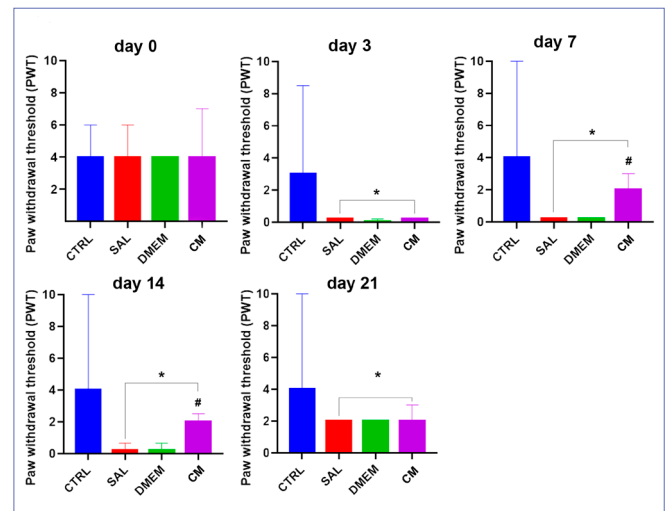 day 0
Paw withdrawal threshold (PWT)
10
8
6
4
2
CTRL
SAL
DMEM
CM
day 3
Paw withdrawal threshold (PWT)
10
8
6
4
2
0
*
CTRL
SAL
DMEM
CM
day 7
Paw withdrawal threshold (PWT)
10
8
6
4
2
0
*
#
CTRL
SAL
DMEM
CM
day 14
Paw withdrawal threshold (PWT)
10
8
6
4
2
0
*
#
CTRL
SAL
DMEM
CM
day 21
Paw withdrawal threshold (PWT)
10
8
6
4
2
0
*
CTRL
SAL
DMEM
CM